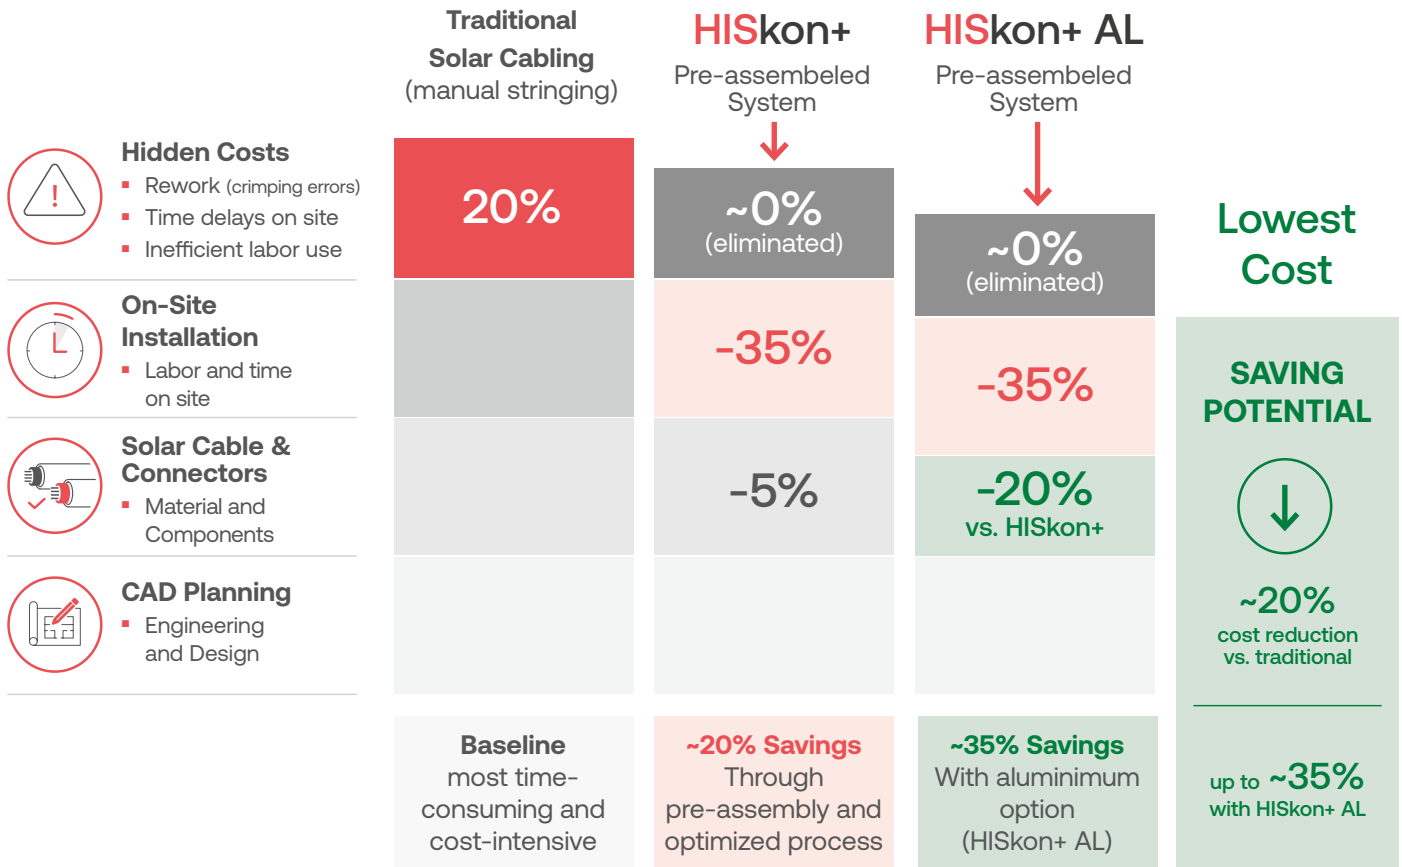 Traditional
Solar Cabling
(manual stringing)
HISkon+
Pre-assembeled
System
HISkon+ AL
Pre-assembeled
System
Hidden Costs
▪ Rework (crimping errors)
▪ Time delays on site
▪ Inefficient labor use
20%
~0%
(eliminated)
~0%
(eliminated)
Lowest
Cost
On-Site
Installation
▪ Labor and time
on site
-35%
-35%
SAVING
POTENTIAL
Solar Cable &
Connectors
▪ Material and
Components
-5%
-20%
vs. HISkon+
CAD Planning
▪ Engineering
and Design
~20%
cost reduction
vs. traditional
Baseline
most time-
consuming and
cost-intensive
~20% Savings
Through
pre-assembly and
optimized process
~35% Savings
With aluminimum
option
(HISkon+ AL)
up to ~35%
with HISkon+ AL